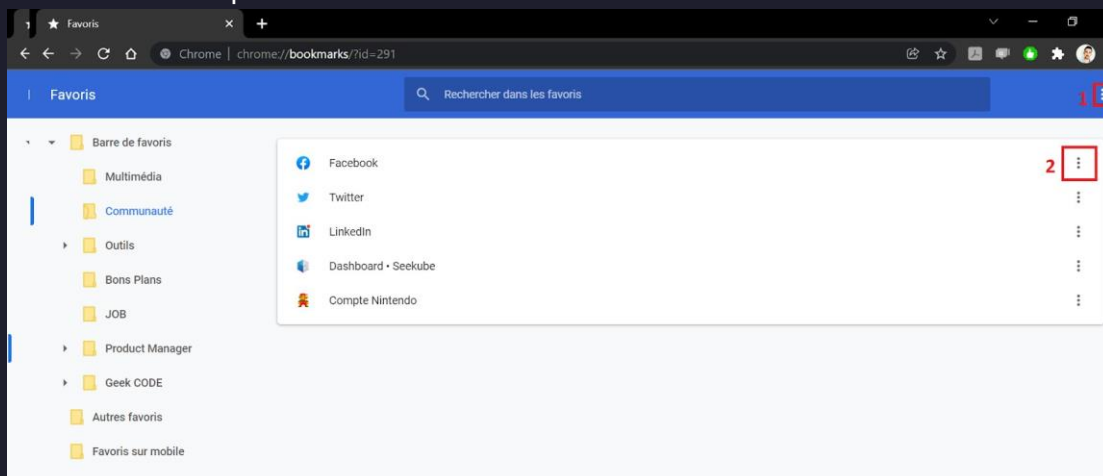 Favoris
Chrome | chrome://bookmarks/?id=291
Favoris
Rechercher dans les favoris
1
Barre de favoris
Multimédia
Communauté
Outils
Bons Plans
JOB
Product Manager
Geek CODE
Autres favoris
Favoris sur mobile
Facebook
2
Twitter
LinkedIn
Dashboard • Seekube
Compte Nintendo